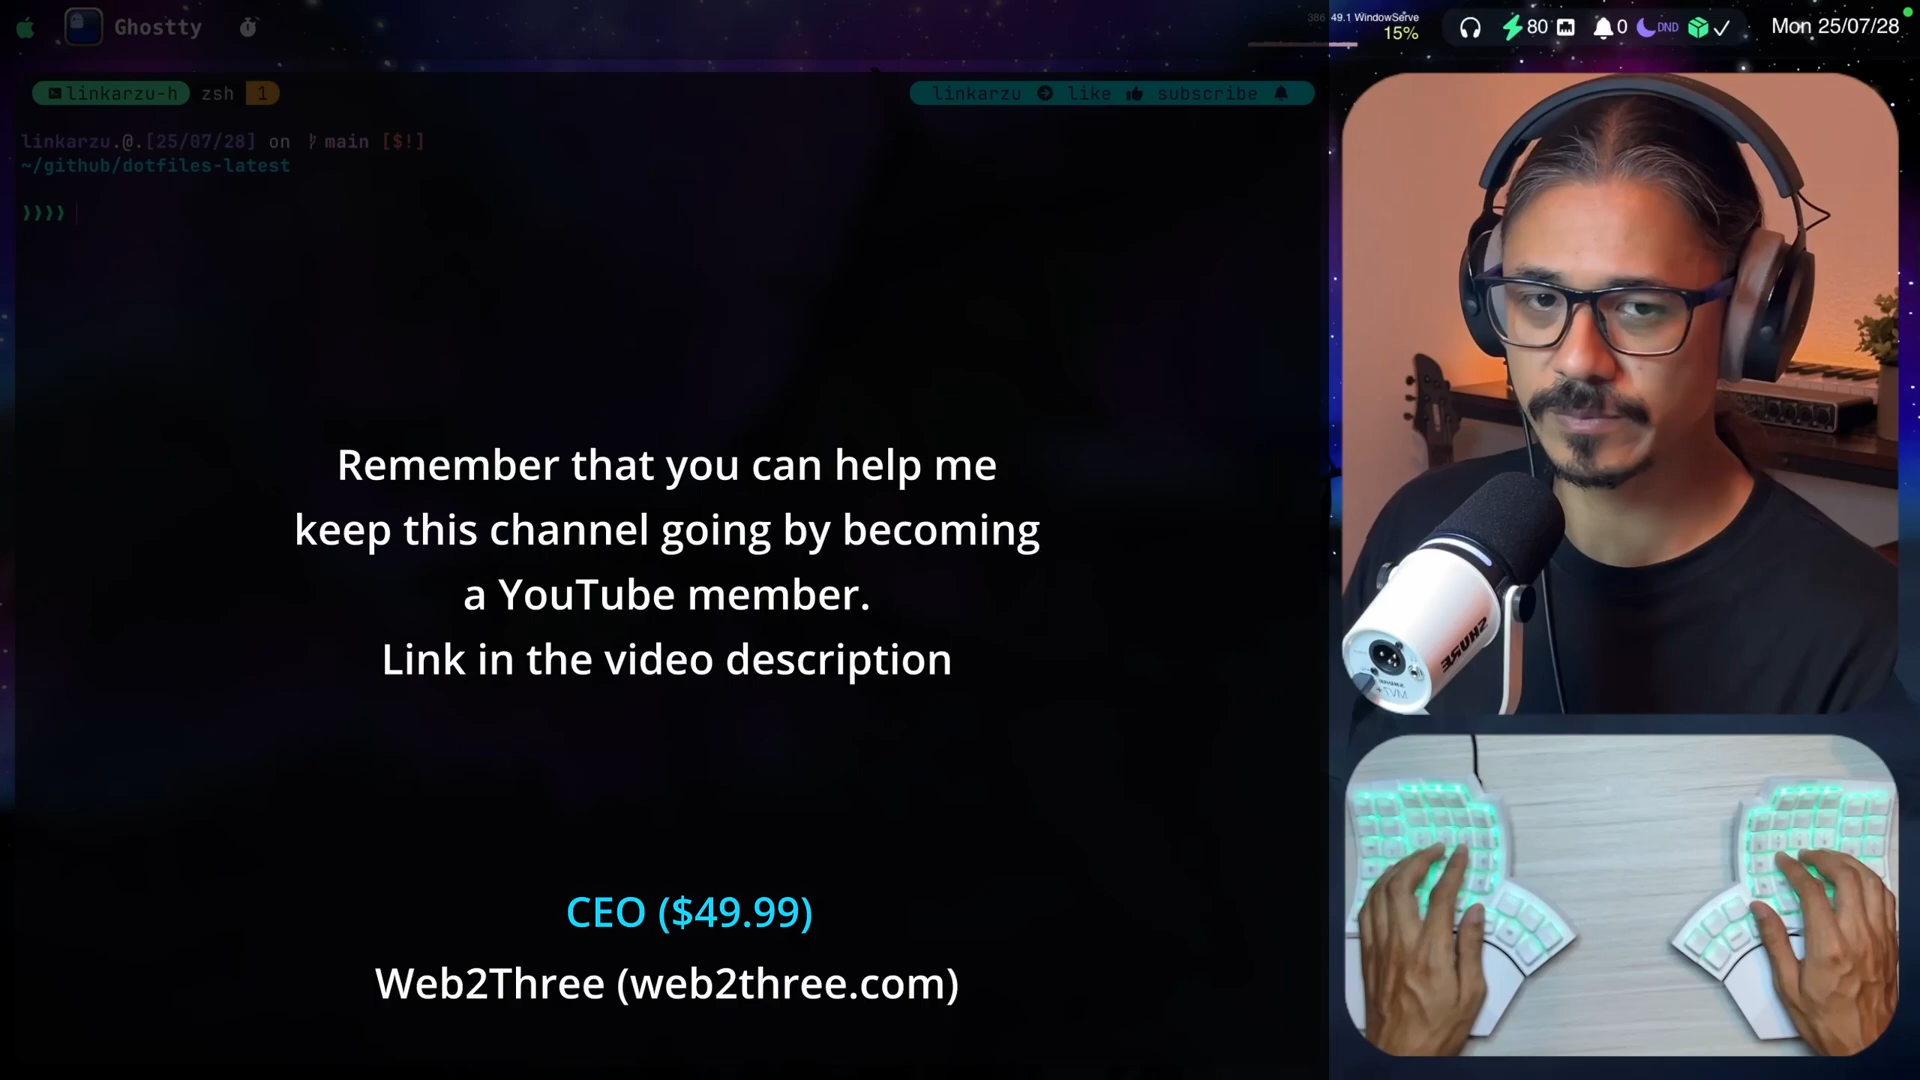 Ghostty
386 49.1 WindowServe
15%
80
0
DND
Mon 25/07/28
linkarzu-h zsh 1
linkarzu like subscribe
linkarzu.@.[25/07/28] on main [$!]
~/github/dotfiles-latest
❯❯❯❯
Remember that you can help me
keep this channel going by becoming
a YouTube member.
Link in the video description
CEO ($49.99)
Web2Three (web2three.com)
SHURE